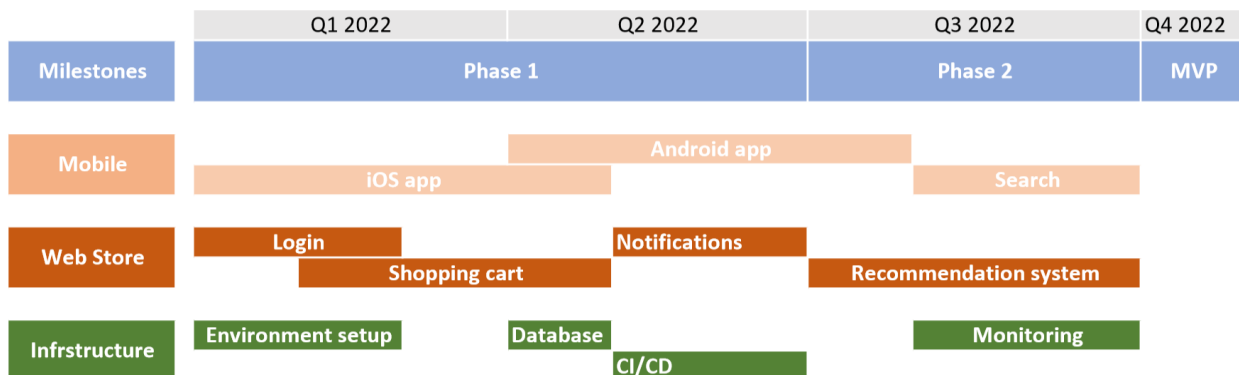 Q1 2022 Q2 2022 Q3 2022 Q4 2022
Milestones Phase 1 Phase 2 MVP
Mobile
Android app
iOS app Search
Web Store
Login Notifications
Shopping cart Recommendation system
Infrstructure
Environment setup Database Monitoring
CI/CD